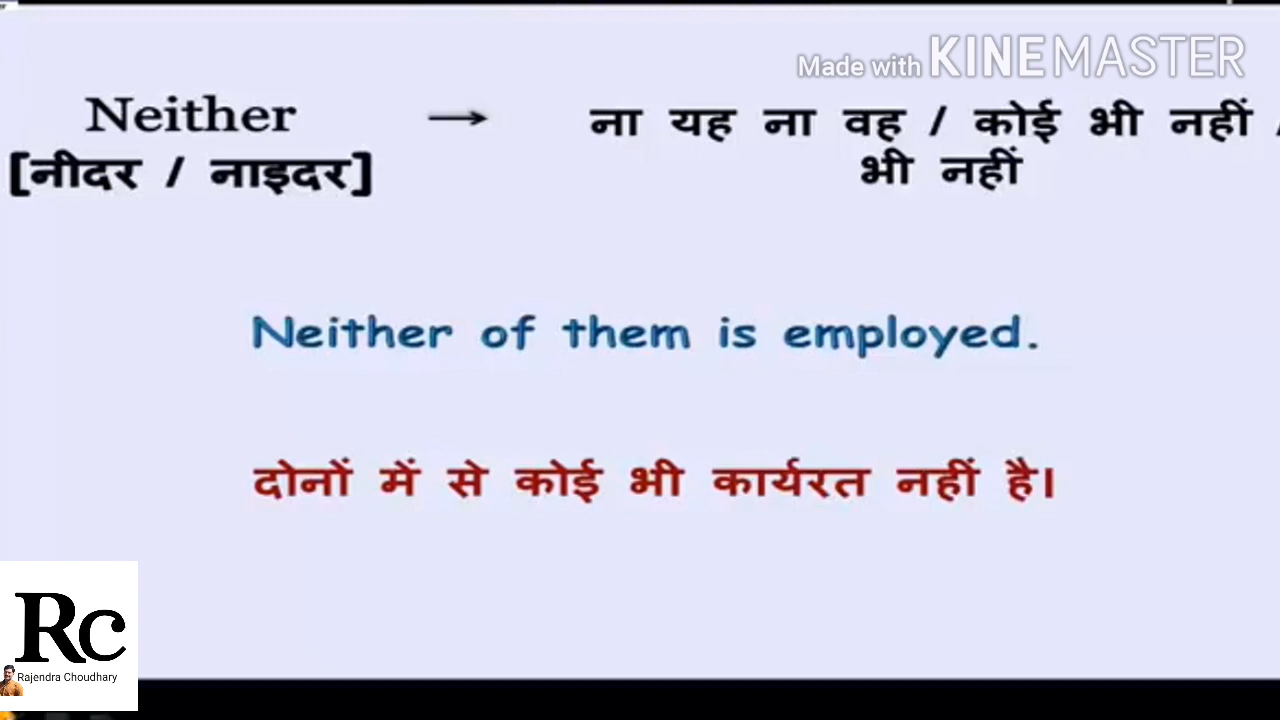 Made with KINEMASTER
Neither → ना यह ना वह / कोई भी नहीं /
[नीदर / नाइदर] भी नहीं
Neither of them is employed.
दोनों में से कोई भी कार्यरत नहीं है।
Rc
Rajendra Choudhary